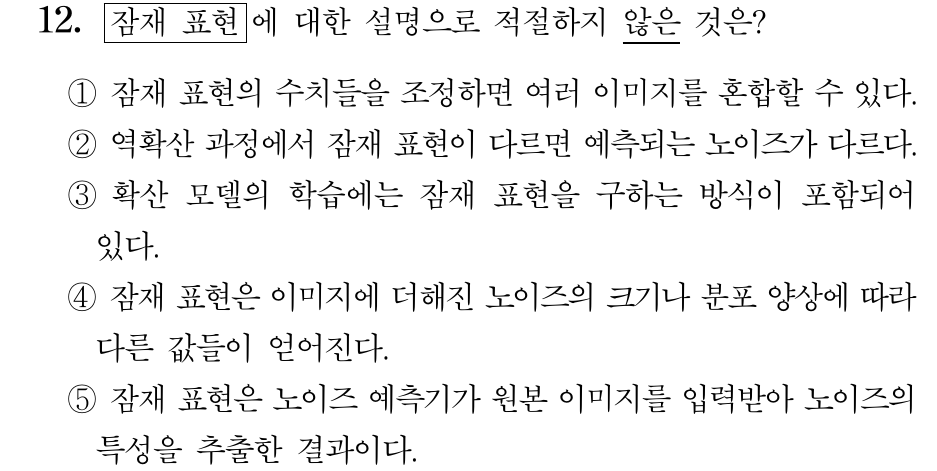 12. 잠재 표현에 대한 설명으로 적절하지 않은 것은?
① 잠재 표현의 수치들을 조정하면 여러 이미지를 혼합할 수 있다.
② 역확산 과정에서 잠재 표현이 다르면 예측되는 노이즈가 다르다.
③ 확산 모델의 학습에는 잠재 표현을 구하는 방식이 포함되어
있다.
④ 잠재 표현은 이미지에 더해진 노이즈의 크기나 분포 양상에 따라
다른 값들이 얻어진다.
⑤ 잠재 표현은 노이즈 예측기가 원본 이미지를 입력받아 노이즈의
특성을 추출한 결과이다.